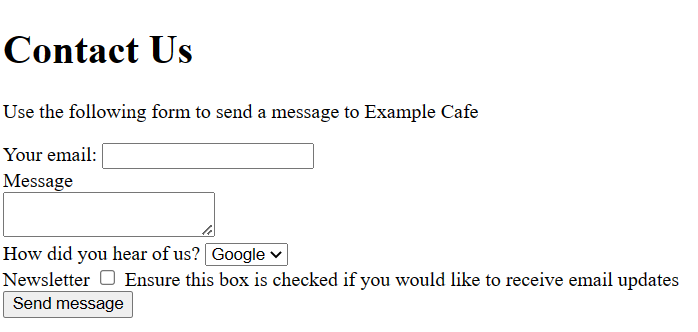 Contact Us
Use the following form to send a message to Example Cafe
Your email:
Message
How did you hear of us? Google
Newsletter Ensure this box is checked if you would like to receive email updates
Send message